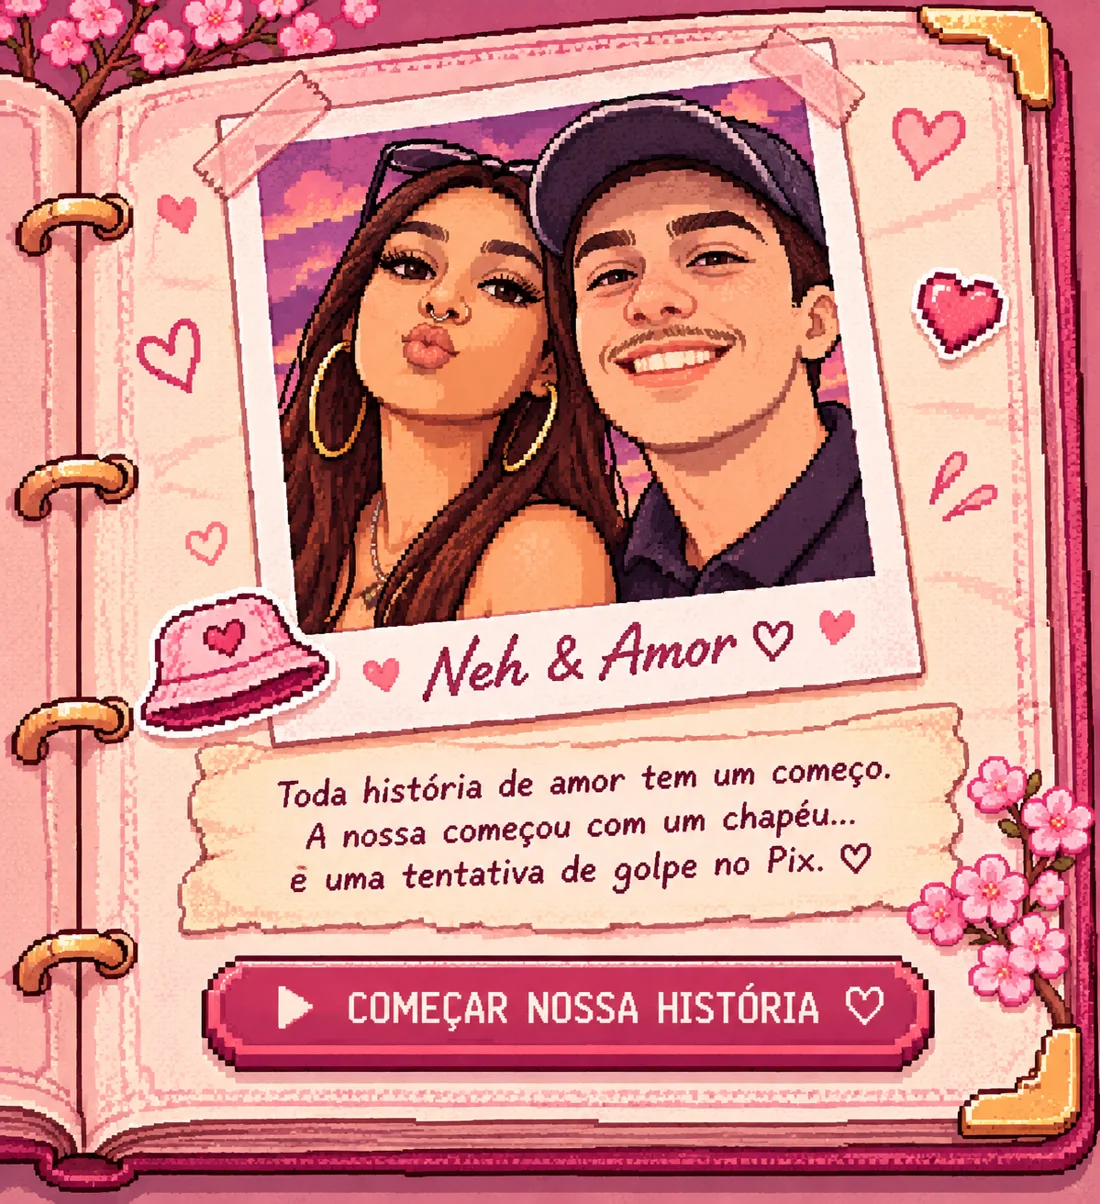 Neh & Amor ♡
Toda história de amor tem um começo.
A nossa começou com um chapéu...
e uma tentativa de golpe no Pix. ♡
COMEÇAR NOSSA HISTÓRIA ♡